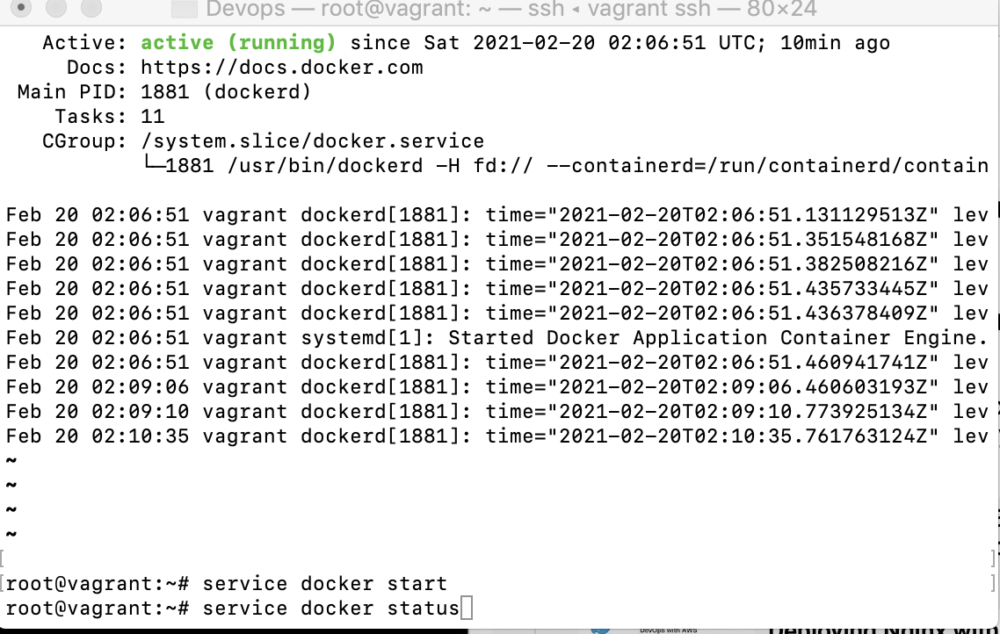 Devops — root@vagrant: ~ — ssh ◂ vagrant ssh — 80×24
Active: active (running) since Sat 2021-02-20 02:06:51 UTC; 10min ago
Docs: https://docs.docker.com
Main PID: 1881 (dockerd)
Tasks: 11
CGroup: /system.slice/docker.service
└─1881 /usr/bin/dockerd -H fd:// --containerd=/run/containerd/contain
Feb 20 02:06:51 vagrant dockerd[1881]: time="2021-02-20T02:06:51.131129513Z" lev
Feb 20 02:06:51 vagrant dockerd[1881]: time="2021-02-20T02:06:51.351548168Z" lev
Feb 20 02:06:51 vagrant dockerd[1881]: time="2021-02-20T02:06:51.382508216Z" lev
Feb 20 02:06:51 vagrant dockerd[1881]: time="2021-02-20T02:06:51.435733445Z" lev
Feb 20 02:06:51 vagrant dockerd[1881]: time="2021-02-20T02:06:51.436378409Z" lev
Feb 20 02:06:51 vagrant systemd[1]: Started Docker Application Container Engine.
Feb 20 02:06:51 vagrant dockerd[1881]: time="2021-02-20T02:06:51.460941741Z" lev
Feb 20 02:09:06 vagrant dockerd[1881]: time="2021-02-20T02:09:06.460603193Z" lev
Feb 20 02:09:10 vagrant dockerd[1881]: time="2021-02-20T02:09:10.773925134Z" lev
Feb 20 02:10:35 vagrant dockerd[1881]: time="2021-02-20T02:10:35.761763124Z" lev
~
~
~
~
[ ]
[root@vagrant:~# service docker start ]
root@vagrant:~# service docker status
DevOps with AWS
Deploying Nginx with